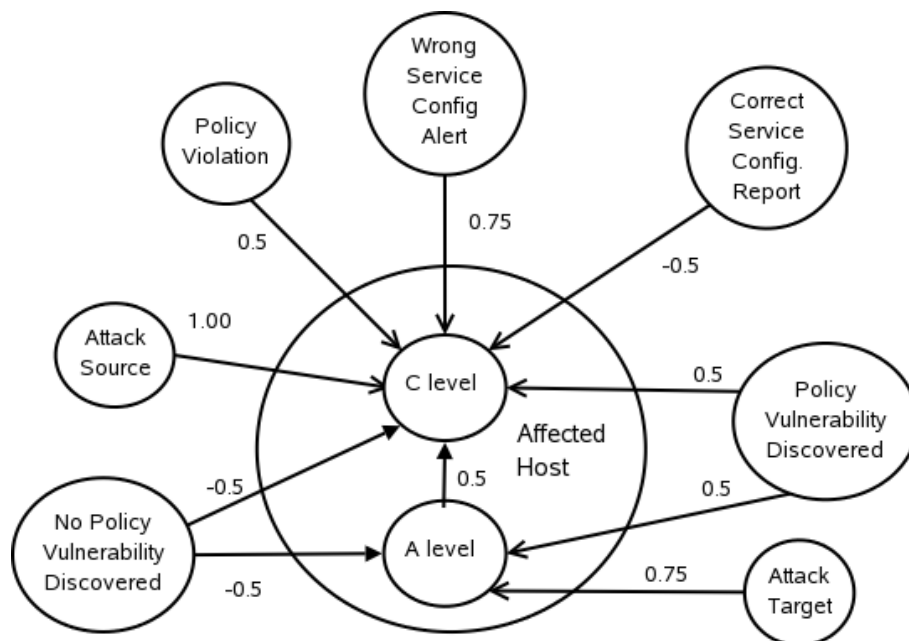 Wrong
Service
Config
Alert
Policy
Violation
Correct
Service
Config.
Report
0.5
0.75
-0.5
1.00
Attack
Source
C level
0.5
Policy
Vulnerability
Discovered
Affected
Host
-0.5
0.5
0.5
No Policy
Vulnerability
Discovered
A level
-0.5
0.75
Attack
Target